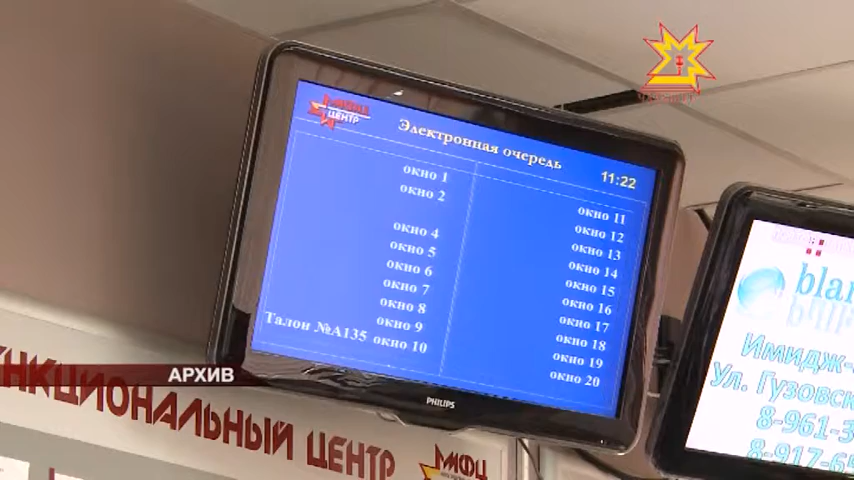 МФЦ
ЦЕНТР
Электронная очередь
11:22
окно 1
окно 2
окно 4
окно 5
окно 6
окно 7
окно 8
окно 9
Талон №А135 окно 10
окно 11
окно 12
окно 13
окно 14
окно 15
окно 16
окно 17
окно 18
окно 19
окно 20
PHILIPS
blan
Имидж-
Ул. Гузовск
8-961-3
8-917-65
АРХИВ
НКЦИОНАЛЬНЫЙ ЦЕНТР
МФЦ